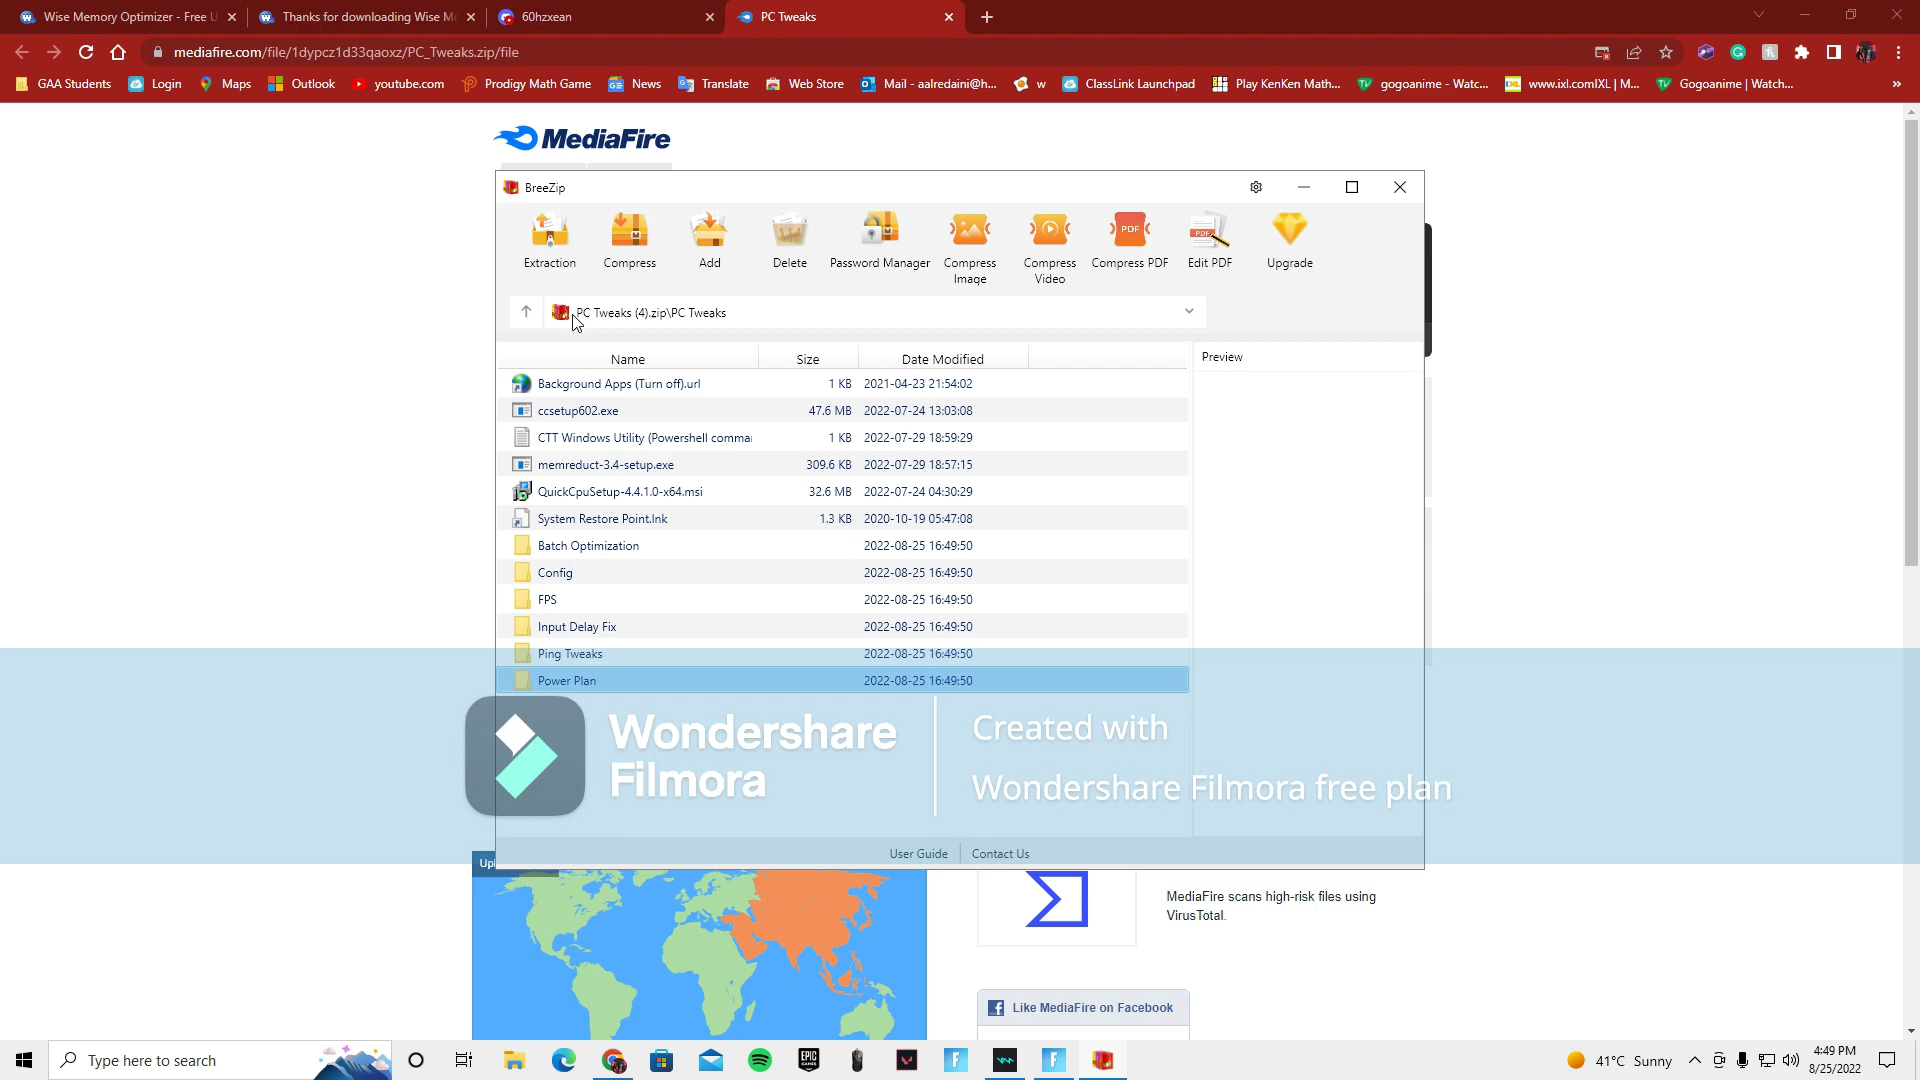 Wise Memory Optimizer - Free U
Thanks for downloading Wise M
60hzxean
PC Tweaks
mediafire.com/file/1dypcz1d33qaoxz/PC_Tweaks.zip/file
GAA Students
Login
Maps
Outlook
youtube.com
Prodigy Math Game
News
Translate
Web Store
Mail - aalredaini@h...
w
ClassLink Launchpad
Play KenKen Math...
gogoanime - Watc...
www.ixl.comIXL | M...
Gogoanime | Watch...
MediaFire
BreeZip
Extraction
Compress
Add
Delete
Password Manager
Compress Image
Compress Video
Compress PDF
Edit PDF
Upgrade
PC Tweaks (4).zip\PC Tweaks
Name Size Date Modified
Preview
Background Apps (Turn off).url 1 KB 2021-04-23 21:54:02
ccsetup602.exe 47.6 MB 2022-07-24 13:03:08
CTT Windows Utility (Powershell comma 1 KB 2022-07-29 18:59:29
memreduct-3.4-setup.exe 309.6 KB 2022-07-29 18:57:15
QuickCpuSetup-4.4.1.0-x64.msi 32.6 MB 2022-07-24 04:30:29
System Restore Point.lnk 1.3 KB 2020-10-19 05:47:08
Batch Optimization 2022-08-25 16:49:50
Config 2022-08-25 16:49:50
FPS 2022-08-25 16:49:50
Input Delay Fix 2022-08-25 16:49:50
Ping Tweaks 2022-08-25 16:49:50
Power Plan 2022-08-25 16:49:50
Wondershare
Filmora
Created with
Wondershare Filmora free plan
User Guide
Contact Us
Upl
MediaFire scans high-risk files using
VirusTotal.
Like MediaFire on Facebook
Type here to search
41°C Sunny
4:49 PM
8/25/2022